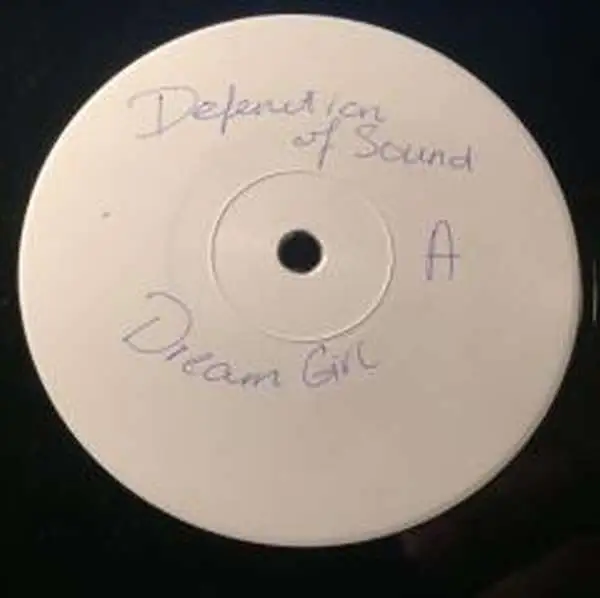 Defenition
of Sound
A
Dream Girl